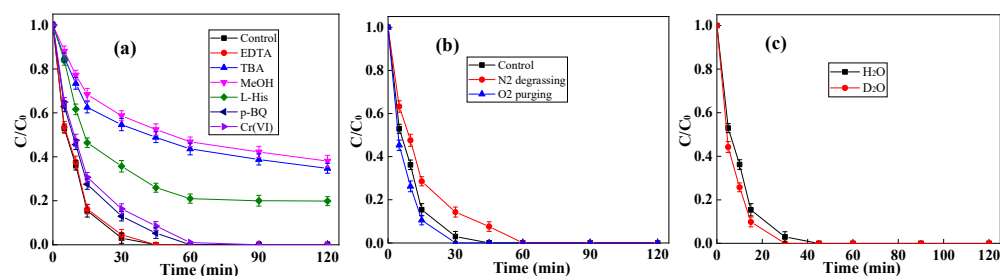 (a)
Control
EDTA
TBA
MeOH
L-His
p-BQ
Cr(VI)
C/C0
1.0
0.8
0.6
0.4
0.2
0.0
0 30 60 90 120
Time (min)
(b)
Control
N2 degrassing
O2 purging
C/C0
1.0
0.8
0.6
0.4
0.2
0.0
0 30 60 90 120
Time (min)
(c)
H2O
D2O
C/C0
1.0
0.8
0.6
0.4
0.2
0.0
0 20 40 60 80 100 120
Time (min)